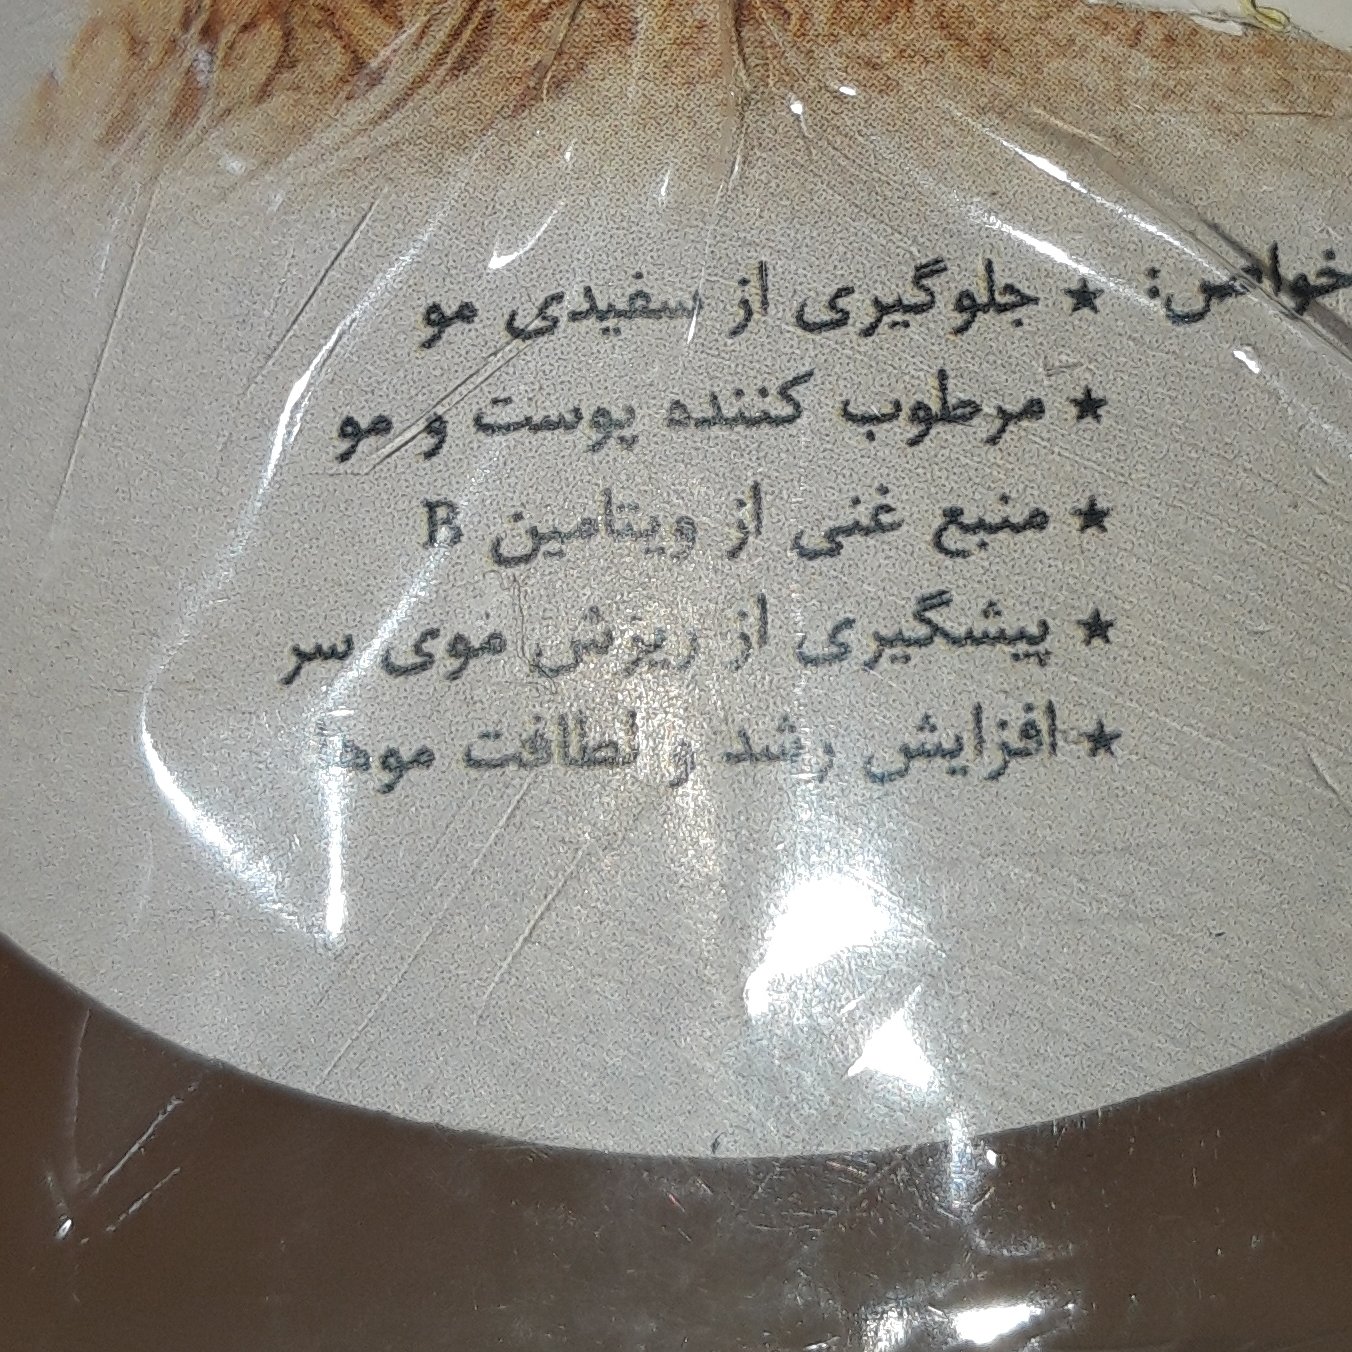 خواص: ★ جلوگیری از سفیدی مو
★ مرطوب کننده پوست و مو
★ منبع غنی از ویتامین B
★ پیشگیری از ریزش موی سر
★ افزایش رشد و لطافت موها